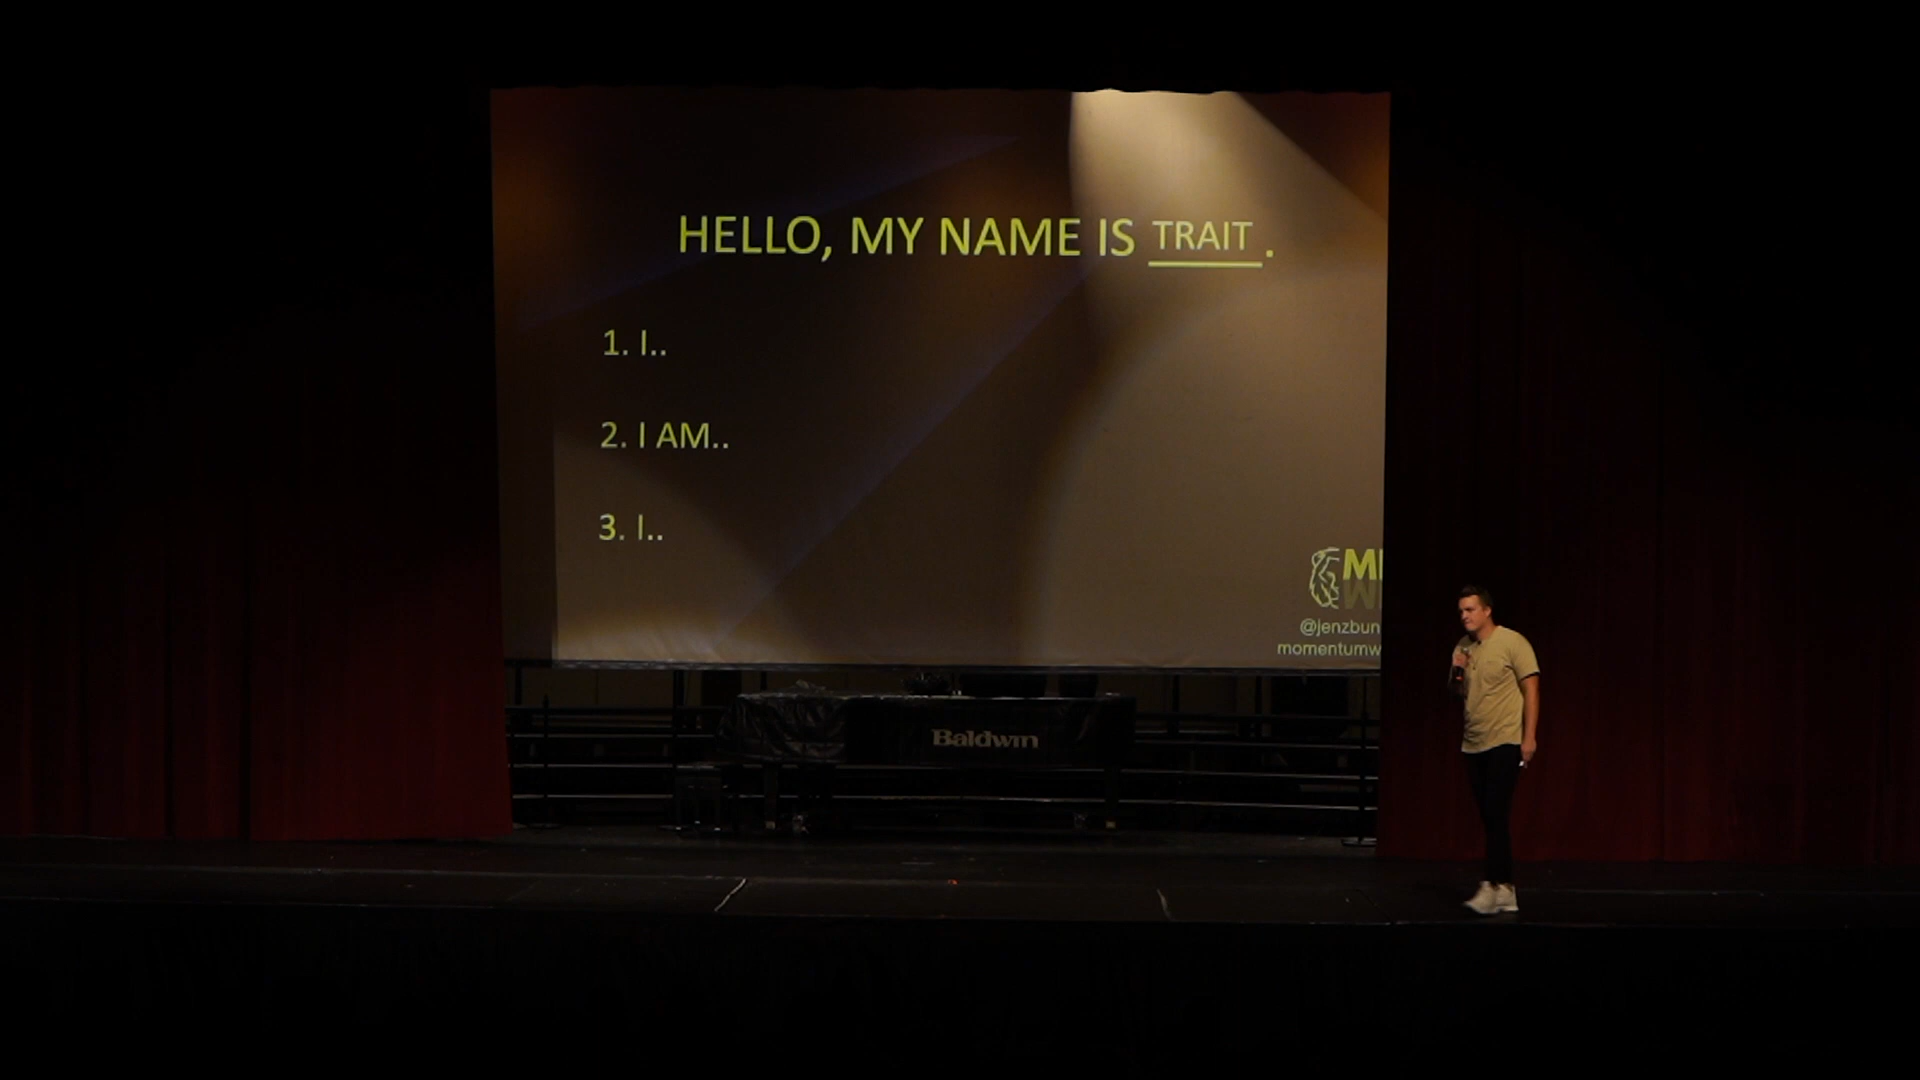 HELLO, MY NAME IS TRAIT.
1. I..
2. I AM..
3. I..
@jenzbun
momentumw
Baldwin